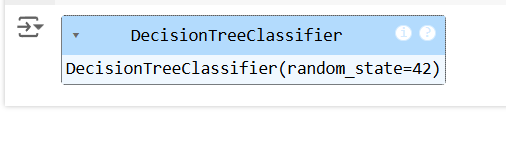 DecisionTreeClassifier i ?
DecisionTreeClassifier(random_state=42)